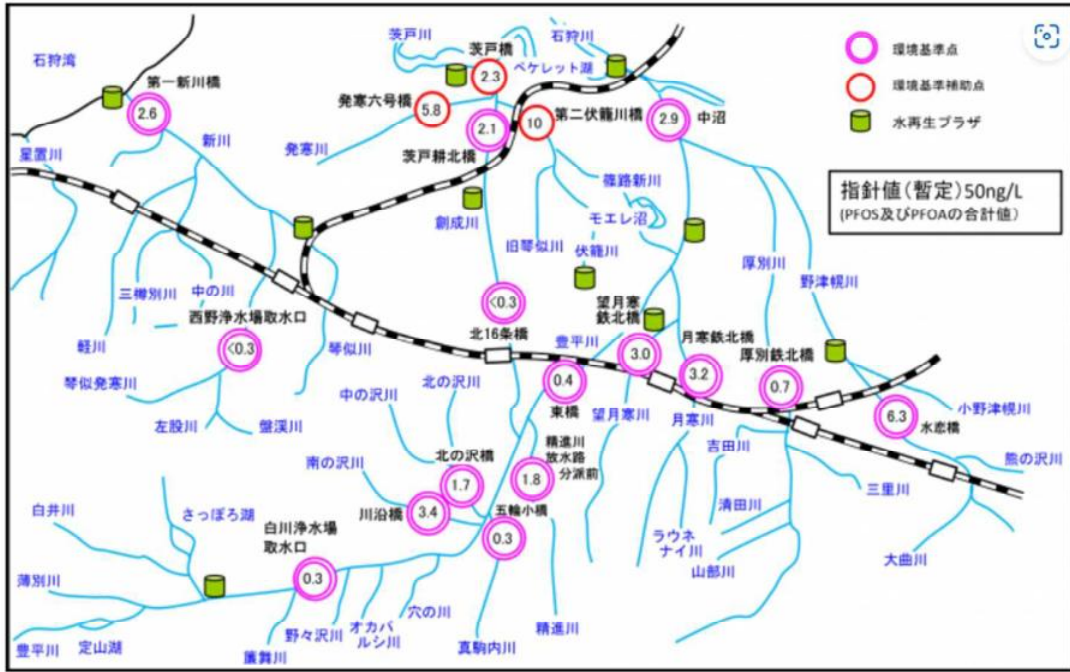 茨戸川
石狩川
石狩湾
茨戸橋
ペケレット湖
環境基準点
第一新川橋
2.3
環境基準補助点
発寒六号橋
5.8
2.6
2.1
10
第二伏籠川橋
2.9
中沼
水再生プラザ
新川
星置川
発寒川
茨戸耕北橋
篠路新川
指針値(暫定)50ng/L
(PFOS及びPFOAの合計値)
創成川
モエレ沼
旧琴似川
伏籠川
厚別川
野津幌川
三樽別川
中の川
<0.3
望月寒
鉄北橋
西野浄水場取水口
北16条橋
豊平川
月寒鉄北橋
<0.3
3.0
厚別鉄北橋
軽川
琴似川
3.2
0.7
0.4
琴似発寒川
北の沢川
東橋
小野津幌川
中の沢川
望月寒川
月寒川
6.3
水恋橋
左股川
盤渓川
精進川
放水路
分派前
吉田川
北の沢橋
熊の沢川
南の沢川
1.7
1.8
三里川
白井川
さっぽろ湖
川沿橋
3.4
五輪小橋
清田川
白川浄水場
取水口
0.3
ラウネ
ナイ川
大曲川
山部川
薄別川
0.3
穴の川
オカバ
ルシ川
野々沢川
精進川
豊平川
定山湖
簾舞川
真駒内川